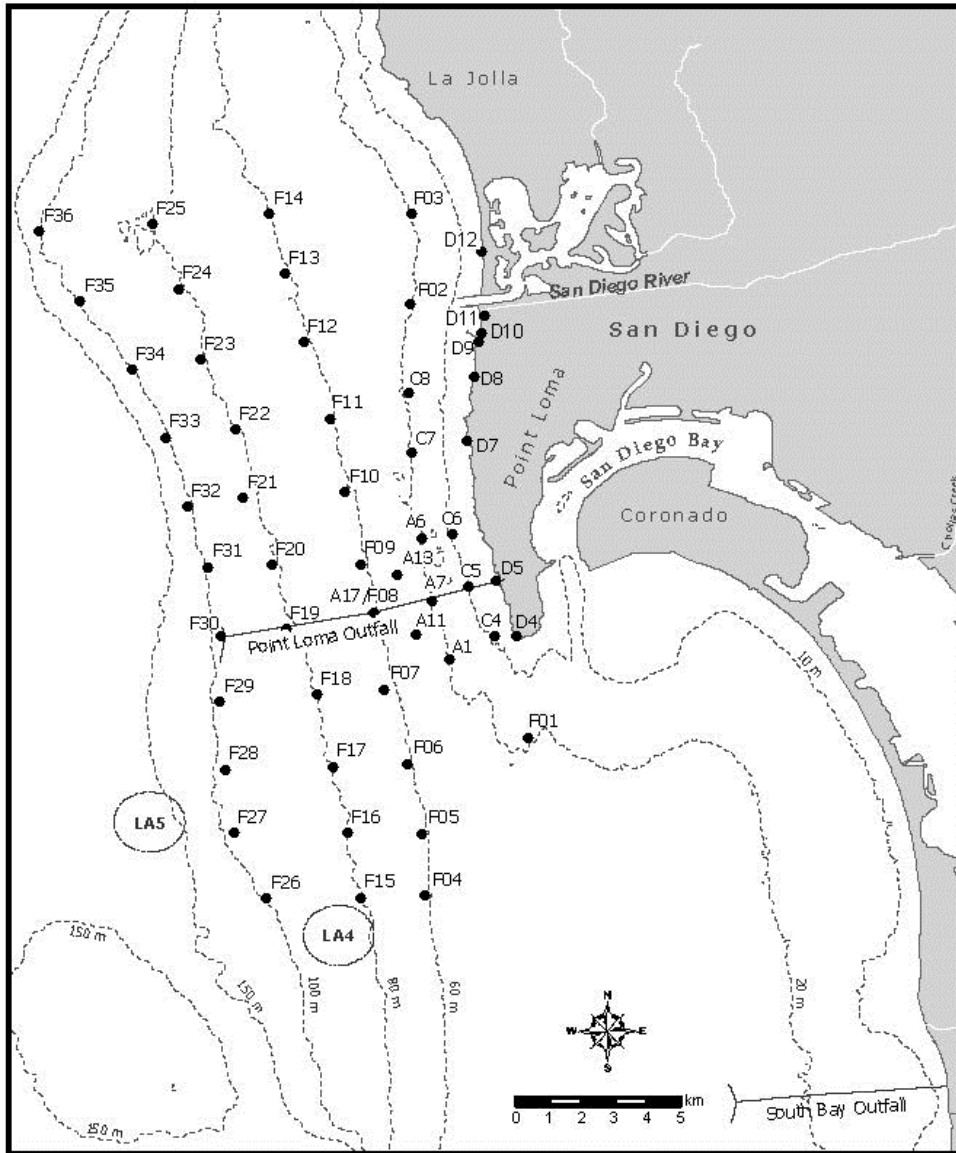 La Jolla
F36
F25
F14
F03
D12
F13
F24
F35
F02
San Diego River
D11
D10
San Diego
F12
D9
F23
F34
D8
C8
Point Loma
F11
F22
F33
C7
D7
San Diego Bay
F10
F21
F32
Coronado
A6
C6
F31
F20
F09
A13
C5
D5
A7
A17/F08
F30
F19
Point Loma Outfall
A11
C4
D4
A1
10 m
F29
F18
F07
F01
F28
F17
F06
LA5
F27
F16
F05
F26
F15
F04
LA4
150 m
150 m
100 m
80 m
60 m
20 m
N
W
E
S
km
0 1 2 3 4 5
South Bay Outfall
150 m